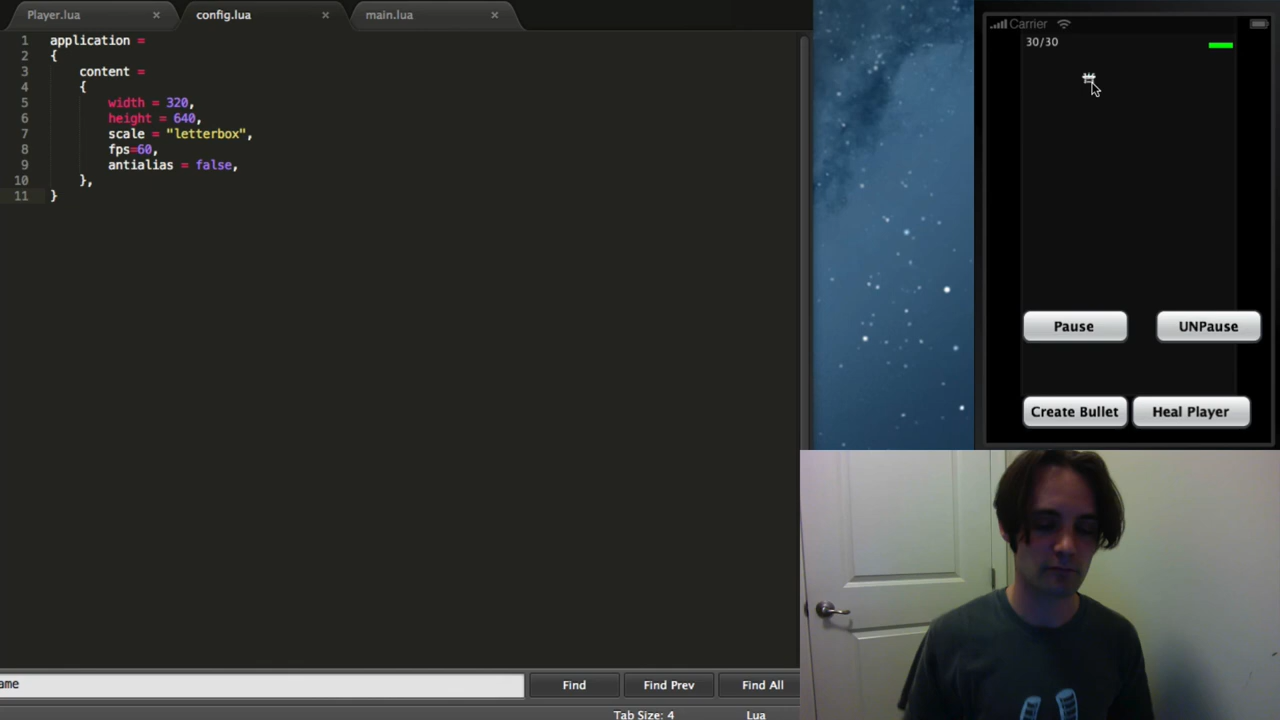 Player.lua
config.lua
main.lua
1 application =
2 {
3 content =
4 {
5 width = 320,
6 height = 640,
7 scale = "letterbox",
8 fps=60,
9 antialias = false,
10 },
11 }
ame
Find
Find Prev
Find All
Tab Size: 4
Lua
Carrier
30/30
Pause
UNPause
Create Bullet
Heal Player